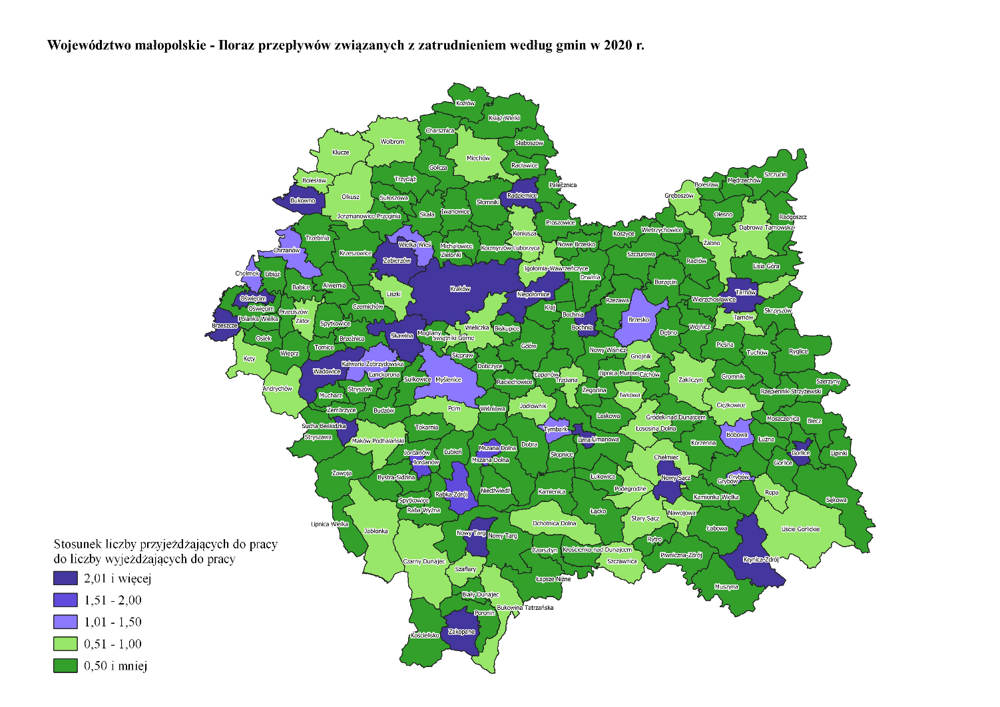 Województwo małopolskie - Iloraz przepływów związanych z zatrudnieniem według gmin w 2020 r.
Kozłów
Książ Wielki
Charsznica
Wolbrom
Słaboszów
Klucze
Miechów
Racławice
Gołcza
Szczucin
Bolesław
Trzyciąż
Mędrzechów
Bolesław
Pałecznica
Olkusz
Sułoszowa
Radziemice
Gręboszów
Bukowno
Słomniki
Iwanowice
Skała
Jerzmanowice-Przeginia
Olesno
Radgoszcz
Proszowice
Dąbrowa Tarnowska
Koniusza
Wietrzychowice
Koszyce
Trzebinia
Żabno
Wielka Wieś
Michałowice
Nowe Brzesko
Kocmyrzów-Luborzyca
Chrzanów
Krzeszowice
Zielonki
Szczurowa
Zabierzów
Radłów
Lisia Góra
Igołomia-Wawrzeńczyce
Chełmek
Libiąż
Drwinia
Borzęcin
Babice
Alwernia
Kraków
Liszki
Niepołomice
Tarnów
Oświęcim
Rzezawa
Wierzchosławice
Oświęcim
Czernichów
Kłaj
Przeciszów
Skrzyszów
Bochnia
Polanka Wielka
Zator
Tarnów
Brzesko
Spytkowice
Brzeszcze
Bochnia
Wojnicz
Wieliczka
Biskupice
Mogilany
Dębno
Skawina
Osiek
Brzeźnica
Świątniki Górne
Pleśna
Gdów
Tomice
Nowy Wiśnicz
Wieprz
Tuchów
Ryglice
Siepraw
Gnojnik
Kęty
Kalwaria Zebrzydowska
Dobczyce
Wadowice
Lanckorona
Łapanów
Lipnica Murowana
Czchów
Gromnik
Sułkowice
Myślenice
Trzciana
Zakliczyn
Raciechowice
Szerzyny
Andrychów
Stryszów
Żegocina
Rzepiennik Strzyżewski
Mucharz
Iwkowa
Ciężkowice
Jodłownik
Zembrzyce
Budzów
Pcim
Wiśniowa
Laskowa
Gródek nad Dunajcem
Moszczenica
Biecz
Sucha Beskidzka
Tokarnia
Tymbark
Łososina Dolna
Bobowa
Stryszawa
Maków Podhalański
Limanowa
Łużna
Korzenna
Dobra
Mszana Dolna
Jordanów
Lubień
Słopnice
Gorlice
Lipinki
Chełmiec
Mszana Dolna
Jordanów
Gorlice
Zawoja
Bystra-Sidzina
Łukowica
Nowy Sącz
Grybów
Grybów
Podegrodzie
Niedźwiedź
Kamienica
Rabka-Zdrój
Ropa
Kamionka Wielka
Spytkowice
Sękowa
Raba Wyżna
Łącko
Nawojowa
Stary Sącz
Lipnica Wielka
Ochotnica Dolna
Łabowa
Uście Gorlickie
Jabłonka
Nowy Targ
Nowy Targ
Rytro
Czorsztyn
Krościenko nad Dunajcem
Piwniczna-Zdrój
Krynica-Zdrój
Czarny Dunajec
Szczawnica
Szaflary
Łapsze Niżne
Muszyna
Biały Dunajec
Bukowina Tatrzańska
Poronin
Zakopane
Kościelisko
Stosunek liczby przyjeżdżających do pracy
do liczby wyjeżdżających do pracy
2,01 i więcej
1,51 - 2,00
1,01 - 1,50
0,51 - 1,00
0,50 i mniej